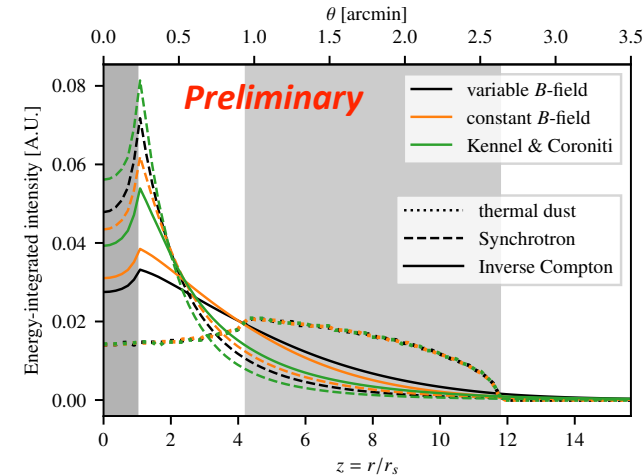 θ [arcmin]
0.0 0.5 1.0 1.5 2.0 2.5 3.0 3.5
Energy-integrated intensity [A.U.]
0.08
0.06
0.04
0.02
0.00
Preliminary
variable B-field
constant B-field
Kennel & Coroniti
thermal dust
Synchrotron
Inverse Compton
0 2 4 6 8 10 12 14
z = r/r_s